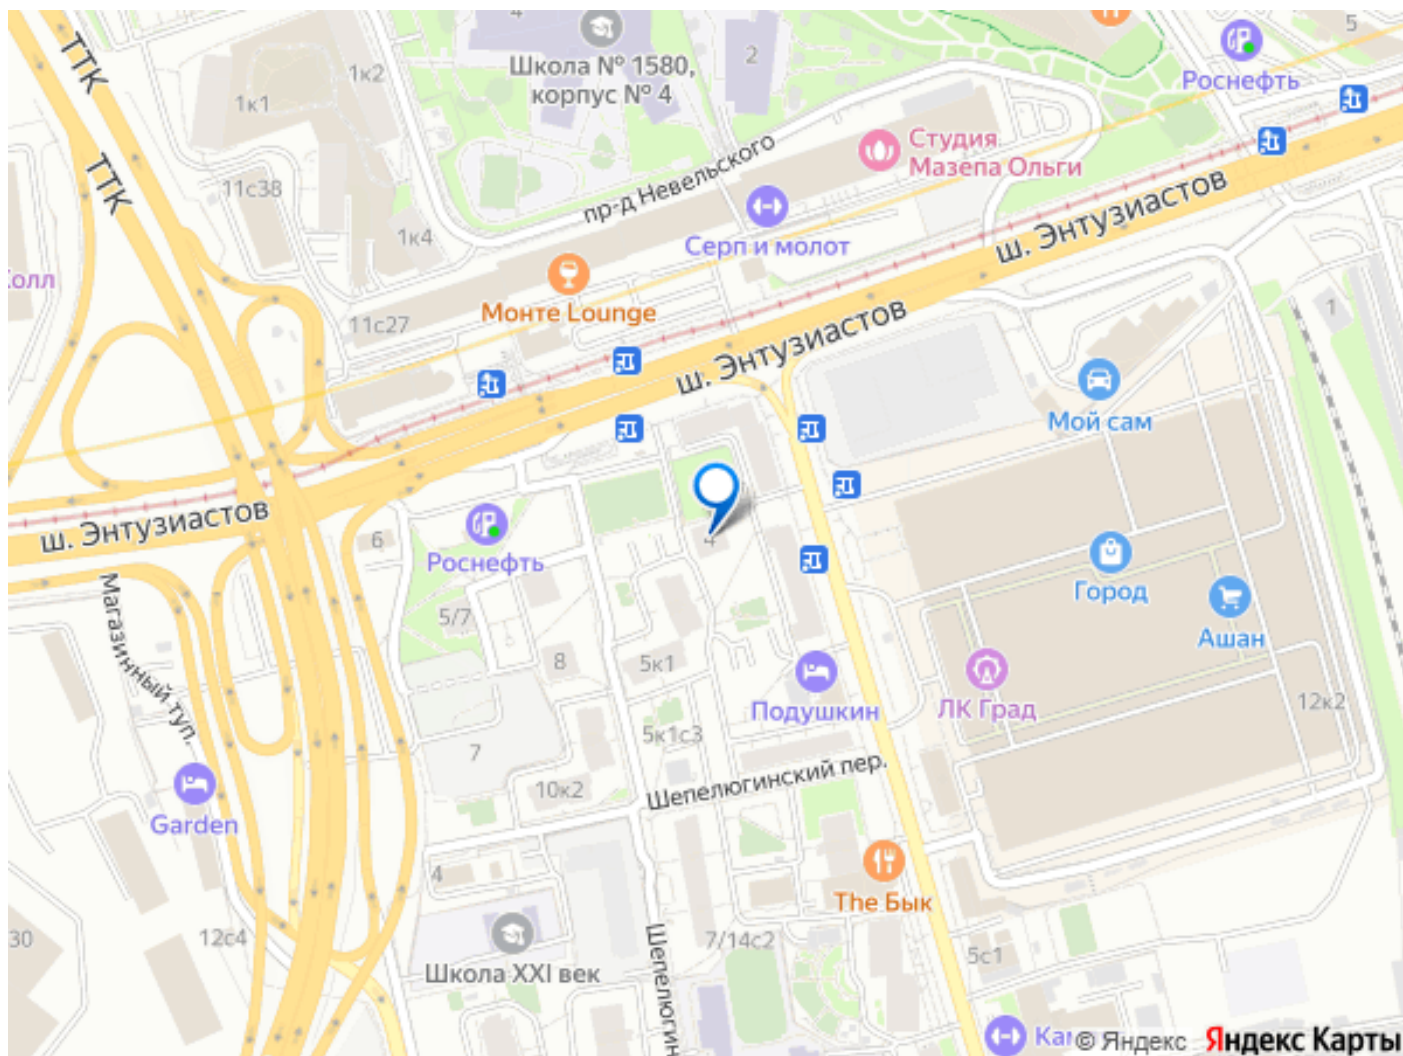 ТТК
ТТК
4
Школа № 1580,
корпус № 4
2
5
Роснефть
1к2
1к1
Студия
Мазепа Ольги
пр-д Невельского
11с38
ш. Энтузиастов
1к4
Серп и молот
Монте Lounge
11с27
ш. Энтузиастов
1
Мой сам
ш. Энтузиастов
6
Роснефть
4
Город
Ашан
Магазинный туп.
5/7
8
5к1
Подушкин
ЛК Град
12к2
5к1с3
7
Шепелюгинский пер.
10к2
Garden
4
The Бык
30
12с4
Школа XXI век
7/14с2
5с1
© Яндекс
Яндекс Карты